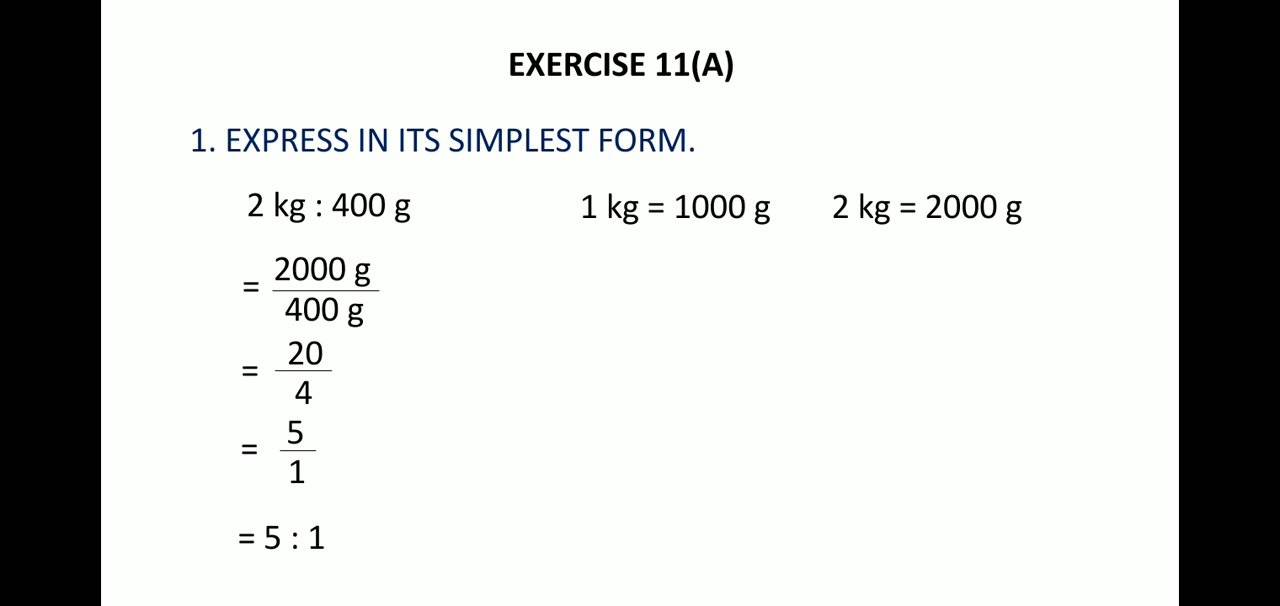 EXERCISE 11(A)
1. EXPRESS IN ITS SIMPLEST FORM.
2 kg : 400 g 1 kg = 1000 g 2 kg = 2000 g
= 2000 g
400 g
= 20
4
= 5
1
= 5 : 1